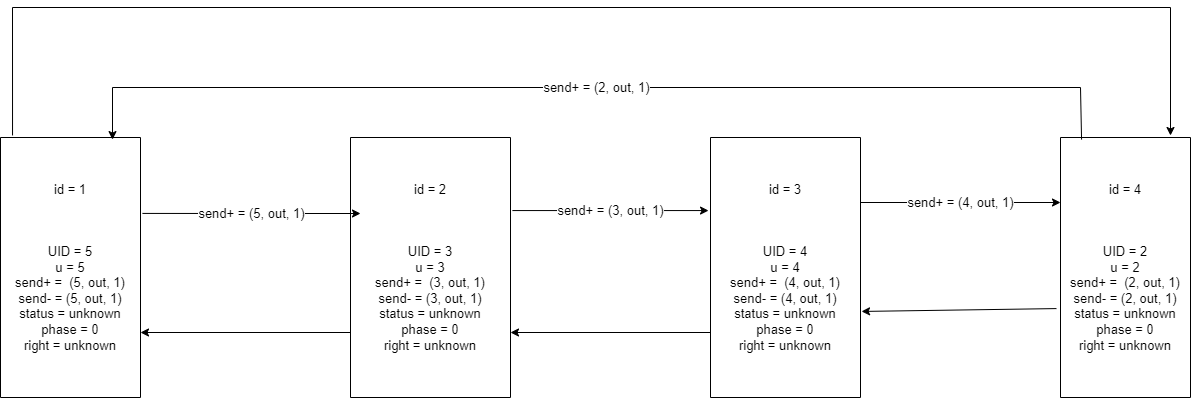 send+ = (2, out, 1)
id = 1
UID = 5
u = 5
send+ = (5, out, 1)
send- = (5, out, 1)
status = unknown
phase = 0
right = unknown
send+ = (5, out, 1)
id = 2
UID = 3
u = 3
send+ = (3, out, 1)
send- = (3, out, 1)
status = unknown
phase = 0
right = unknown
send+ = (3, out, 1)
id = 3
UID = 4
u = 4
send+ = (4, out, 1)
send- = (4, out, 1)
status = unknown
phase = 0
right = unknown
send+ = (4, out, 1)
id = 4
UID = 2
u = 2
send+ = (2, out, 1)
send- = (2, out, 1)
status = unknown
phase = 0
right = unknown